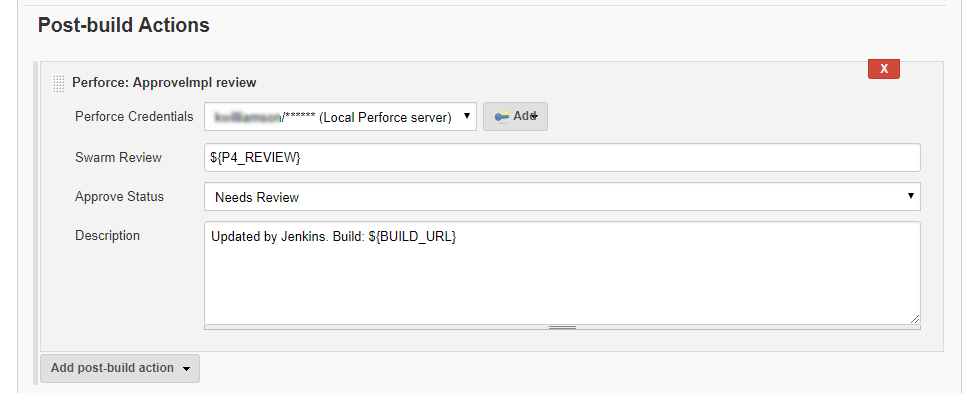 Post-build Actions
X
Perforce: ApproveImpl review
Perforce Credentials
/****** (Local Perforce server)
Add
Swarm Review
${P4_REVIEW}
Approve Status
Needs Review
Description
Updated by Jenkins. Build: ${BUILD_URL}
Add post-build action